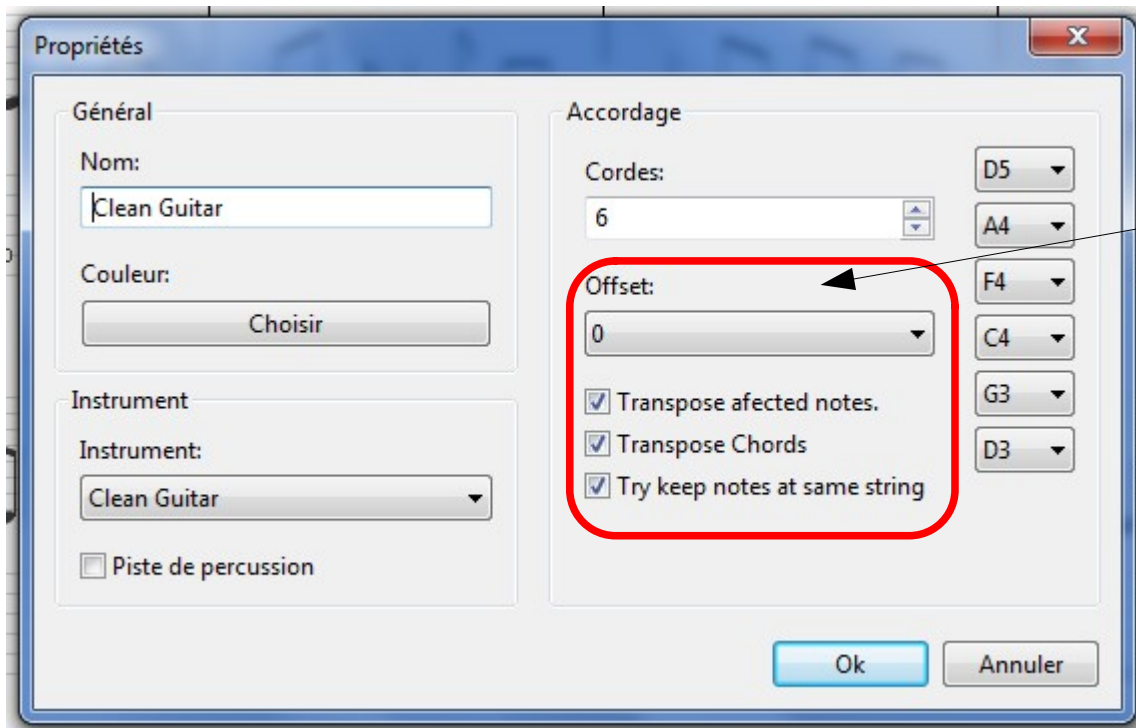 Propriétés
Général
Nom:
Clean Guitar
Couleur:
Choisir
Instrument
Instrument:
Clean Guitar
Piste de percussion
Accordage
Cordes:
6
Offset:
0
Transpose afected notes.
Transpose Chords
Try keep notes at same string
D5
A4
F4
C4
G3
D3
Ok
Annuler